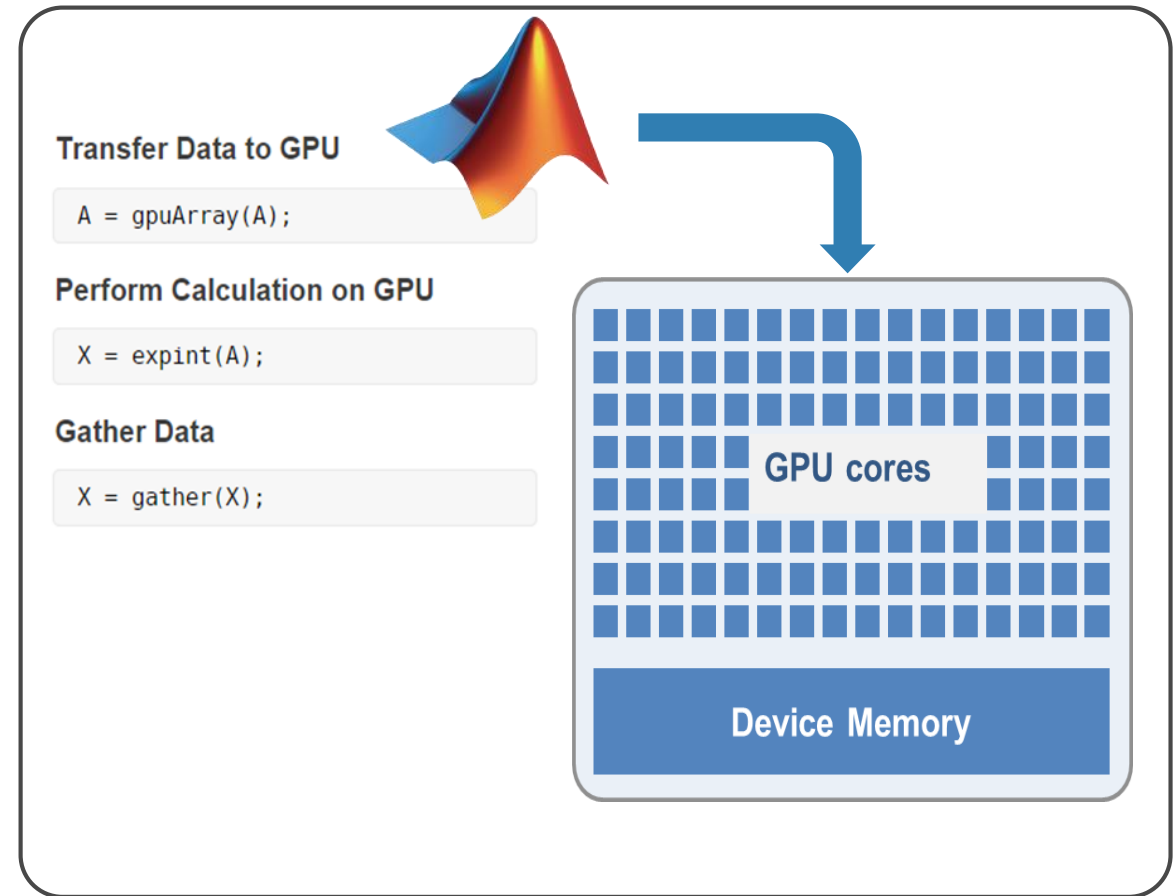 Transfer Data to GPU
A = gpuArray(A);
Perform Calculation on GPU
X = expint(A);
Gather Data
X = gather(X);
GPU cores
Device Memory